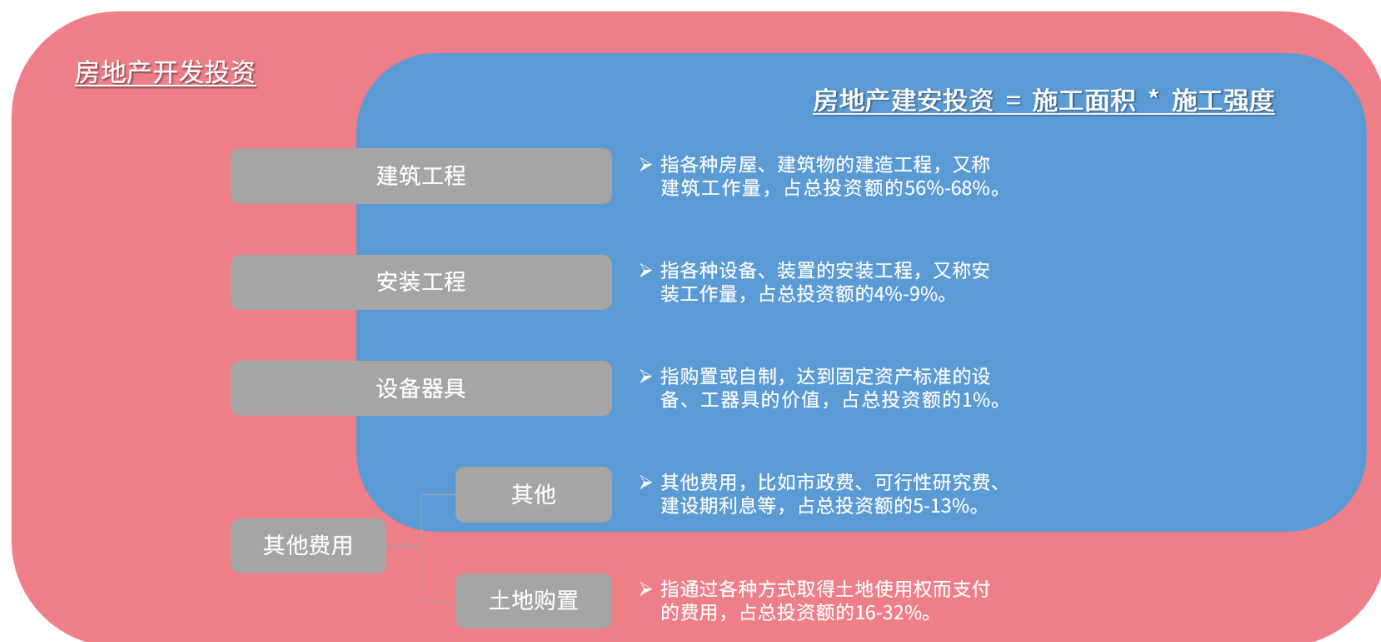 房地产开发投资
房地产建安投资 = 施工面积 * 施工强度
建筑工程
➢ 指各种房屋、建筑物的建造工程，又称
建筑工作量，占总投资额的56%-68%。
安装工程
➢ 指各种设备、装置的安装工程，又称安
装工作量，占总投资额的4%-9%。
设备器具
➢ 指购置或自制，达到固定资产标准的设
备、工器具的价值，占总投资额的1%。
其他费用
其他
➢ 其他费用，比如市政费、可行性研究费、
建设期利息等，占总投资额的5-13%。
土地购置
➢ 指通过各种方式取得土地使用权而支付
的费用，占总投资额的16-32%。